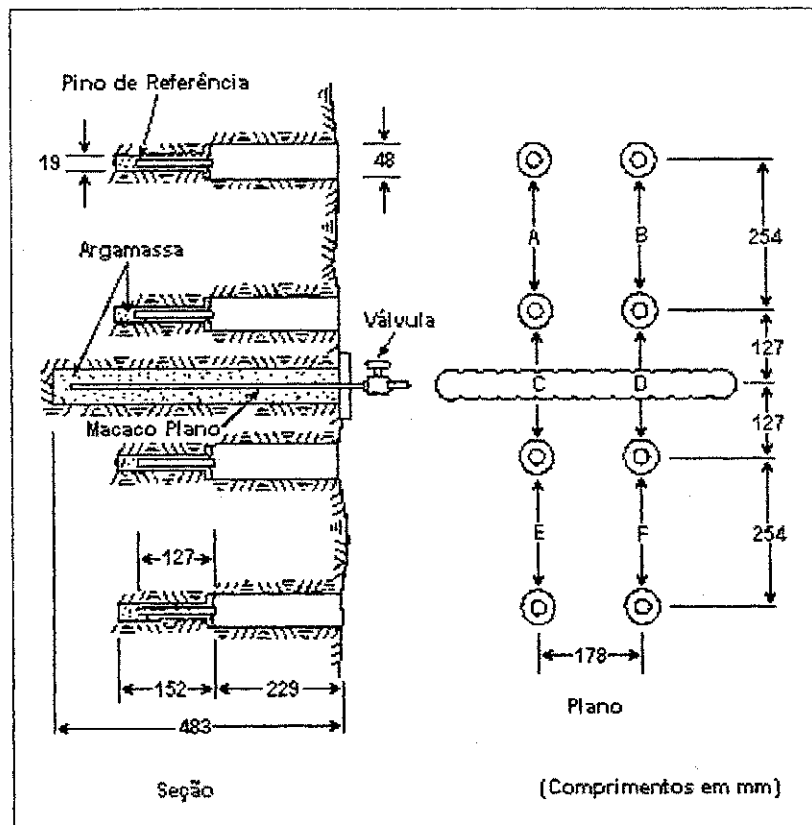 Pino de Referência
19
48
Argamassa
Válvula
Macaco Plano
127
152
229
483
Seção
A
B
254
127
C
D
127
E
F
254
178
Plano
(Comprimentos em mm)